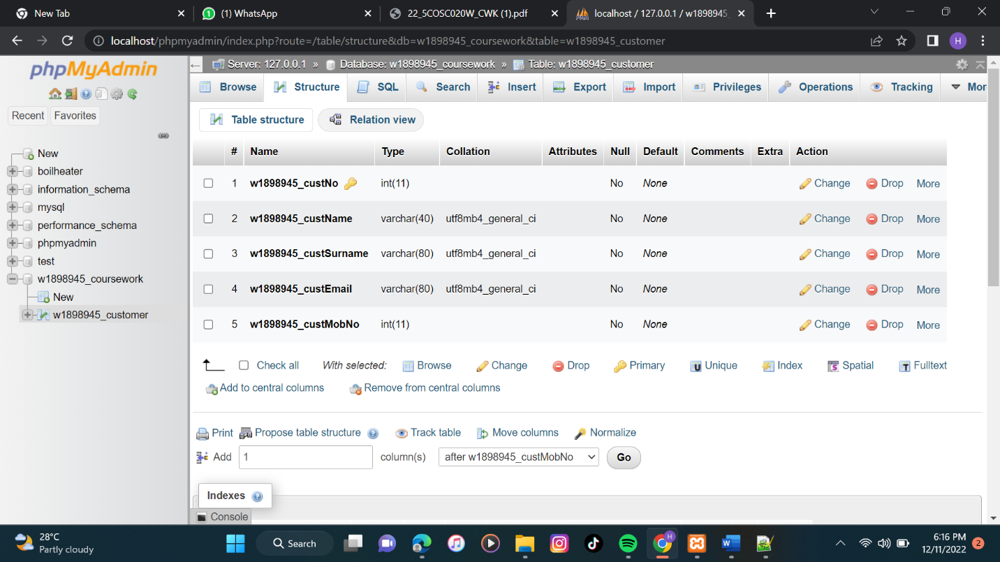 New Tab
(1) WhatsApp
22_5COSC020W_CWK (1).pdf
localhost / 127.0.0.1 / w1898945_
localhost/phpmyadmin/index.php?route=/table/structure&db=w1898945_coursework&table=w1898945_customer
H
phpMyAdmin
Recent Favorites
New
boilheater
information_schema
mysql
performance_schema
phpmyadmin
test
w1898945_coursework
New
w1898945_customer
Server: 127.0.0.1 » Database: w1898945_coursework » Table: w1898945_customer
Browse Structure SQL Search Insert Export Import Privileges Operations Tracking Mor
Table structure Relation view
# Name Type Collation Attributes Null Default Comments Extra Action
1 w1898945_custNo int(11) No None Change Drop More
2 w1898945_custName varchar(40) utf8mb4_general_ci No None Change Drop More
3 w1898945_custSurname varchar(80) utf8mb4_general_ci No None Change Drop More
4 w1898945_custEmail varchar(80) utf8mb4_general_ci No None Change Drop More
5 w1898945_custMobNo int(11) No None Change Drop More
Check all With selected: Browse Change Drop Primary Unique Index Spatial Fulltext
Add to central columns Remove from central columns
Print Propose table structure Track table Move columns Normalize
Add 1 column(s) after w1898945_custMobNo Go
Indexes
Console
28°C
Partly cloudy
Search
H
6:16 PM
12/11/2022
2